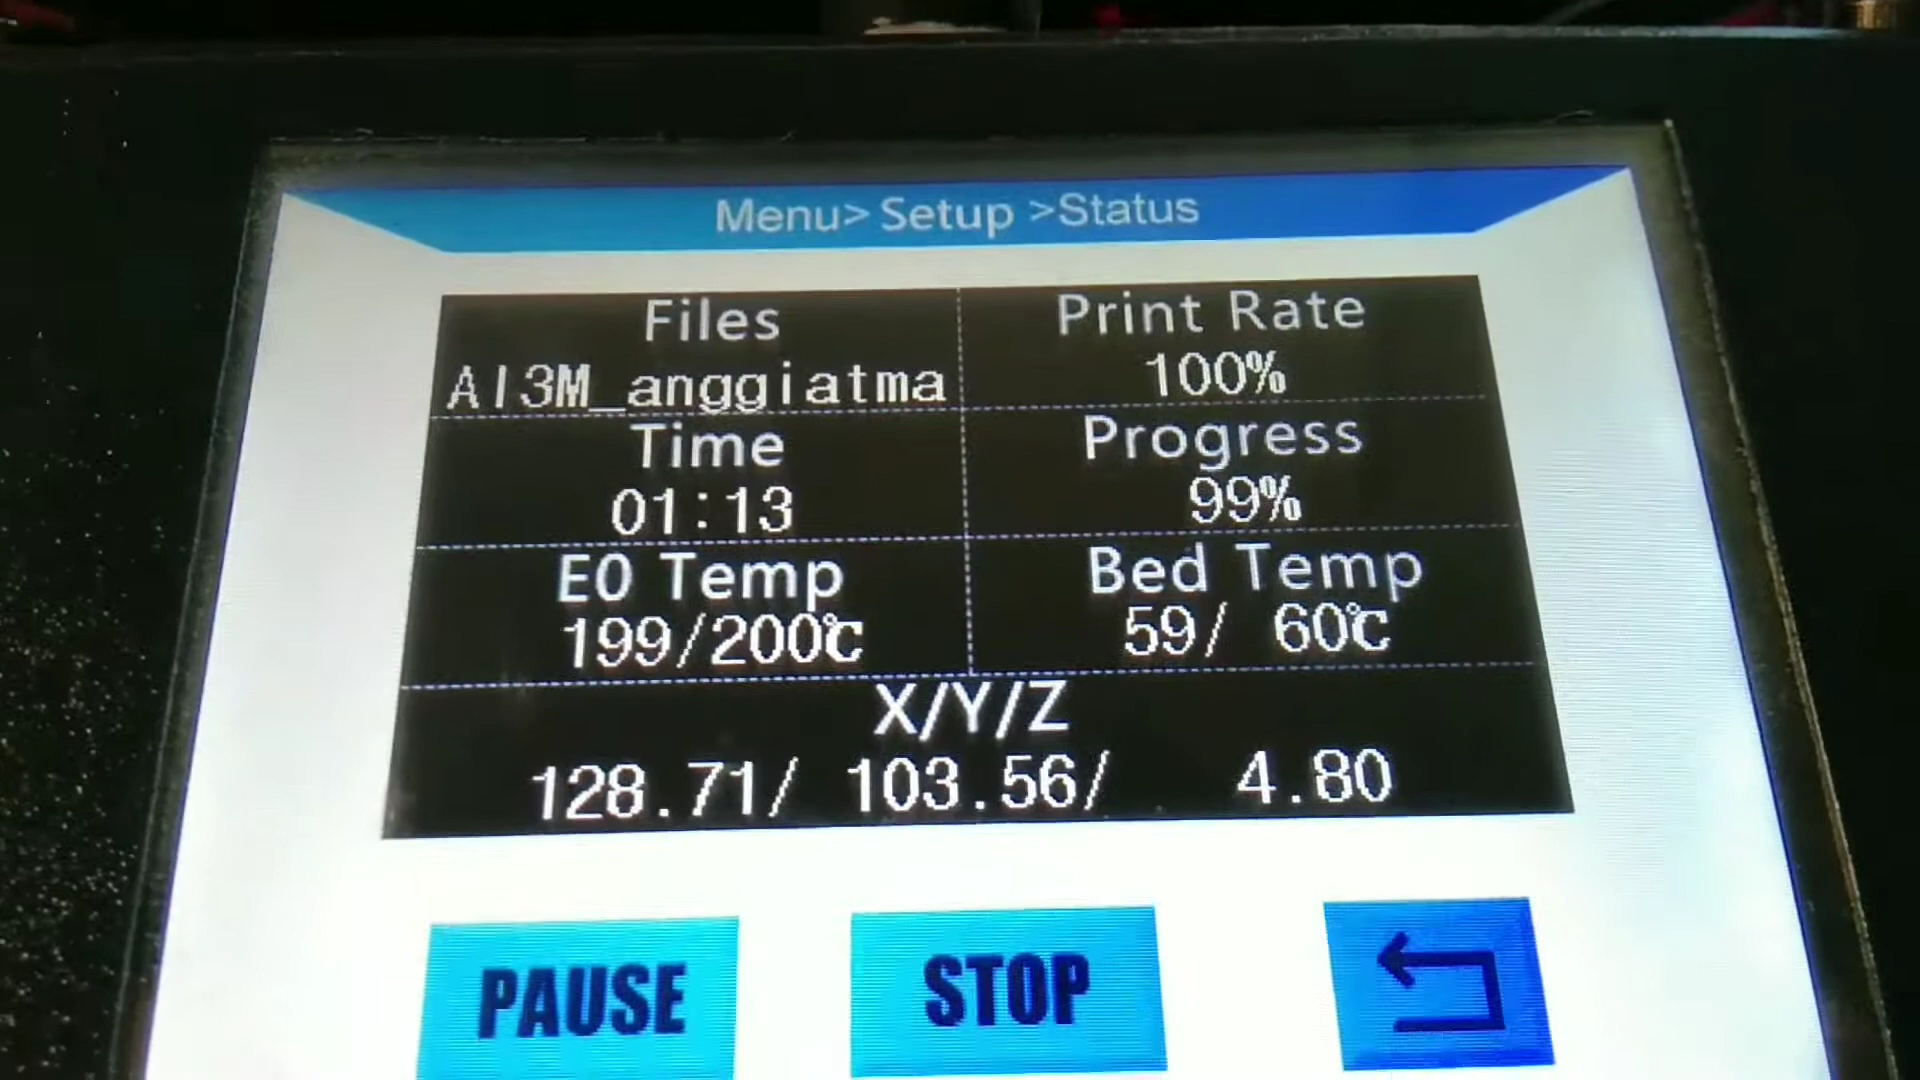 Menu> Setup >Status
Files
AI3M_anggiatma
Print Rate
100%
Time
01:13
Progress
99%
E0 Temp
199/200℃
Bed Temp
59/ 60℃
X/Y/Z
128.71/ 103.56/ 4.80
PAUSE
STOP